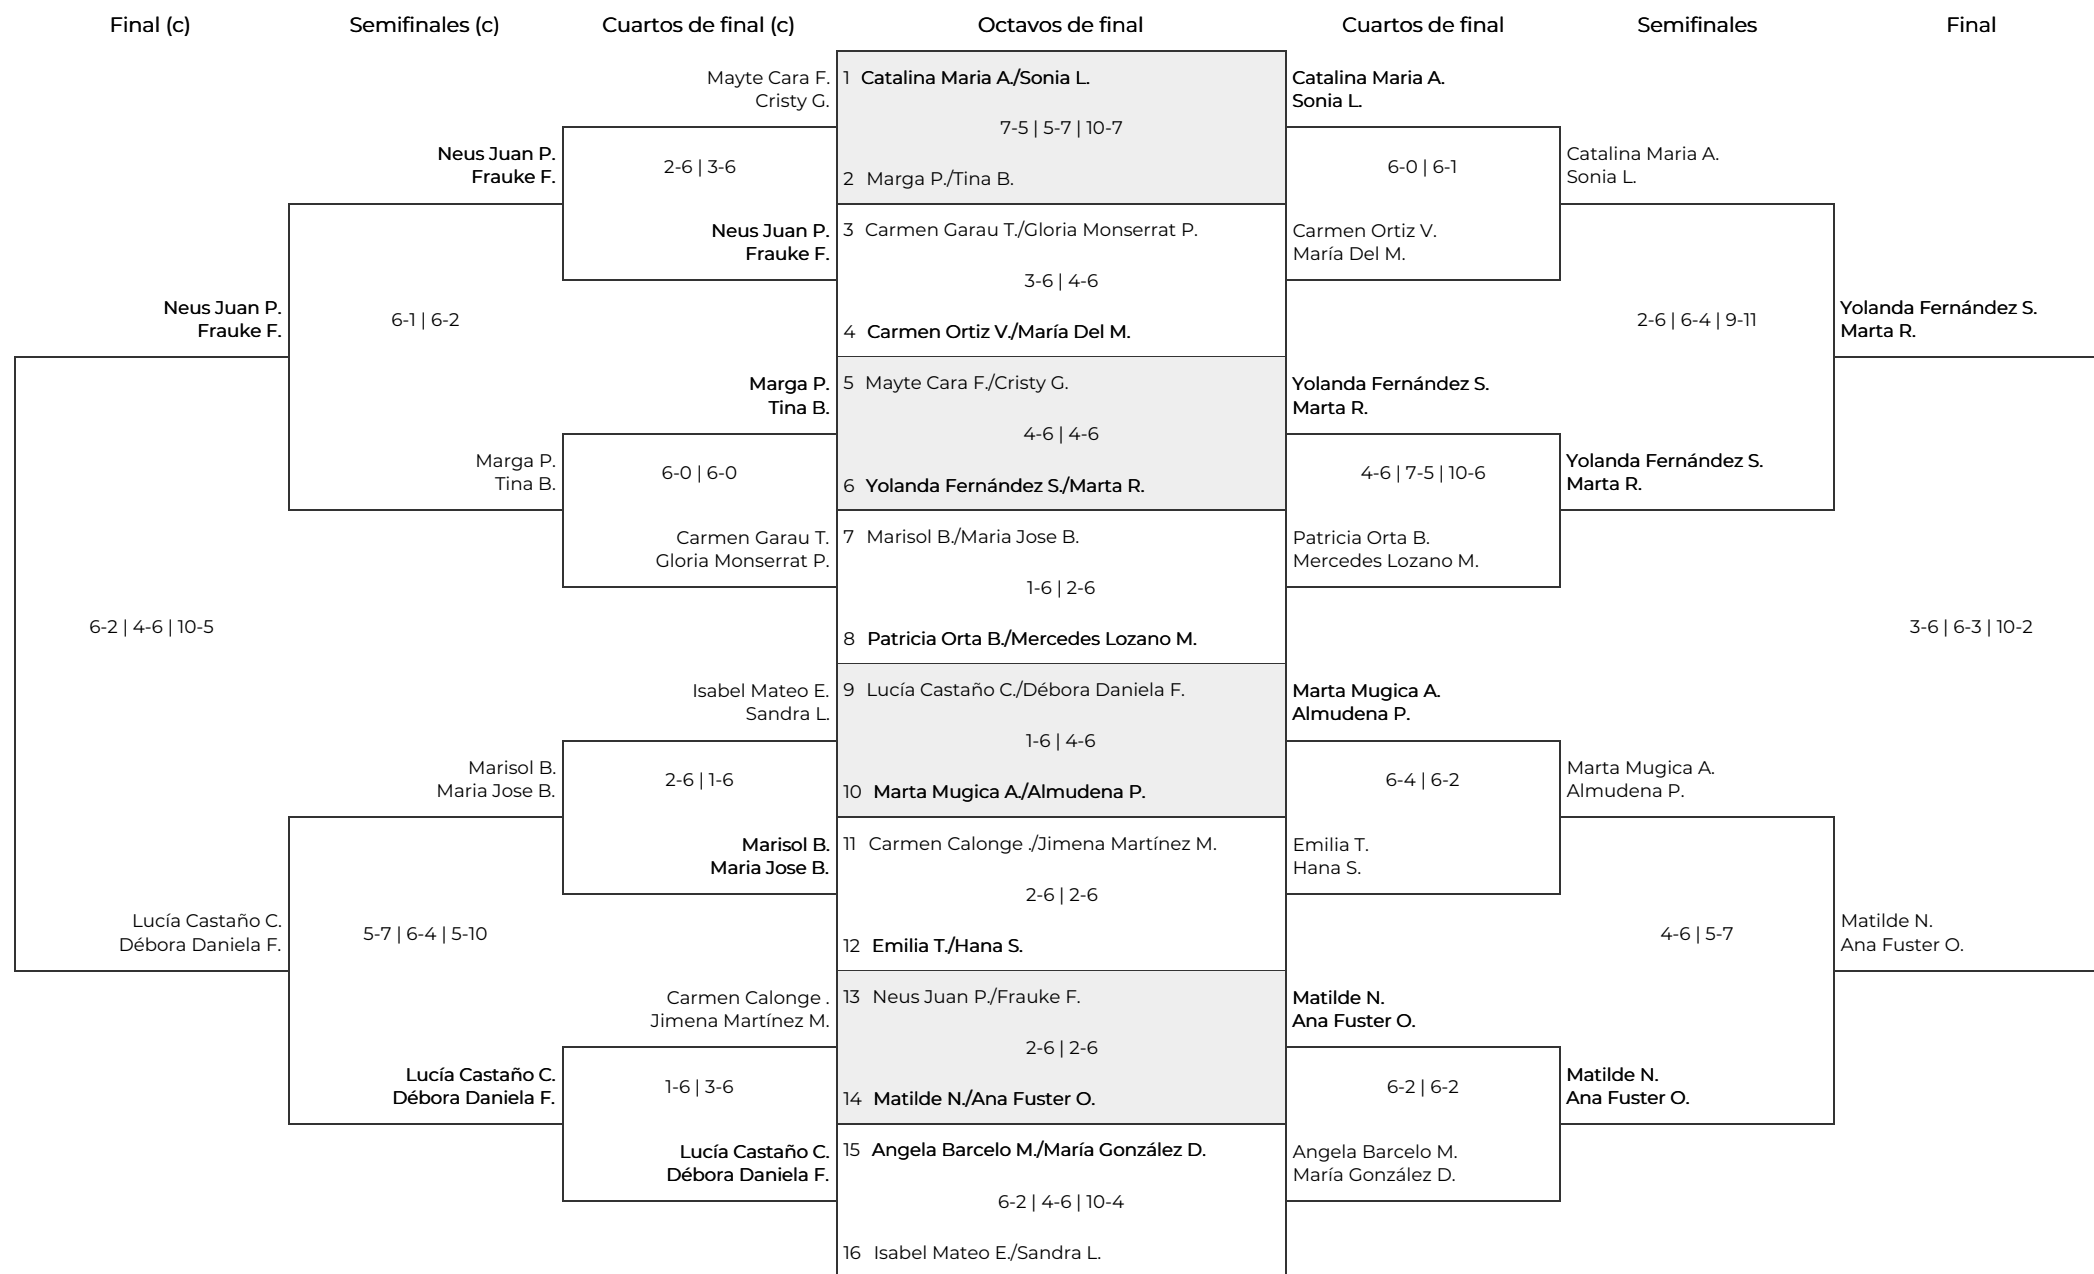 Final (c)
Semifinales (c)
Cuartos de final (c)
Octavos de final
Cuartos de final
Semifinales
Final
Neus Juan P.
Frauke F.
6-2 | 4-6 | 10-5
Lucía Castaño C.
Débora Daniela F.
Neus Juan P.
Frauke F.
6-1 | 6-2
Marga P.
Tina B.
Marisol B.
Maria Jose B.
5-7 | 6-4 | 5-10
Lucía Castaño C.
Débora Daniela F.
Mayte Cara F.
Cristy G.
2-6 | 3-6
Neus Juan P.
Frauke F.
Marga P.
Tina B.
6-0 | 6-0
Carmen Garau T.
Gloria Monserrat P.
Isabel Mateo E.
Sandra L.
2-6 | 1-6
Marisol B.
Maria Jose B.
Carmen Calonge .
Jimena Martínez M.
1-6 | 3-6
Lucía Castaño C.
Débora Daniela F.
1 Catalina Maria A./Sonia L.
7-5 | 5-7 | 10-7
2 Marga P./Tina B.
3 Carmen Garau T./Gloria Monserrat P.
3-6 | 4-6
4 Carmen Ortiz V./María Del M.
5 Mayte Cara F./Cristy G.
4-6 | 4-6
6 Yolanda Fernández S./Marta R.
7 Marisol B./Maria Jose B.
1-6 | 2-6
8 Patricia Orta B./Mercedes Lozano M.
9 Lucía Castaño C./Débora Daniela F.
1-6 | 4-6
10 Marta Mugica A./Almudena P.
11 Carmen Calonge ./Jimena Martínez M.
2-6 | 2-6
12 Emilia T./Hana S.
13 Neus Juan P./Frauke F.
2-6 | 2-6
14 Matilde N./Ana Fuster O.
15 Angela Barcelo M./María González D.
6-2 | 4-6 | 10-4
16 Isabel Mateo E./Sandra L.
Catalina Maria A.
Sonia L.
6-0 | 6-1
Carmen Ortiz V.
María Del M.
Yolanda Fernández S.
Marta R.
4-6 | 7-5 | 10-6
Patricia Orta B.
Mercedes Lozano M.
Marta Mugica A.
Almudena P.
6-4 | 6-2
Emilia T.
Hana S.
Matilde N.
Ana Fuster O.
6-2 | 6-2
Angela Barcelo M.
María González D.
Catalina Maria A.
Sonia L.
2-6 | 6-4 | 9-11
Yolanda Fernández S.
Marta R.
Marta Mugica A.
Almudena P.
4-6 | 5-7
Matilde N.
Ana Fuster O.
Yolanda Fernández S.
Marta R.
3-6 | 6-3 | 10-2
Matilde N.
Ana Fuster O.